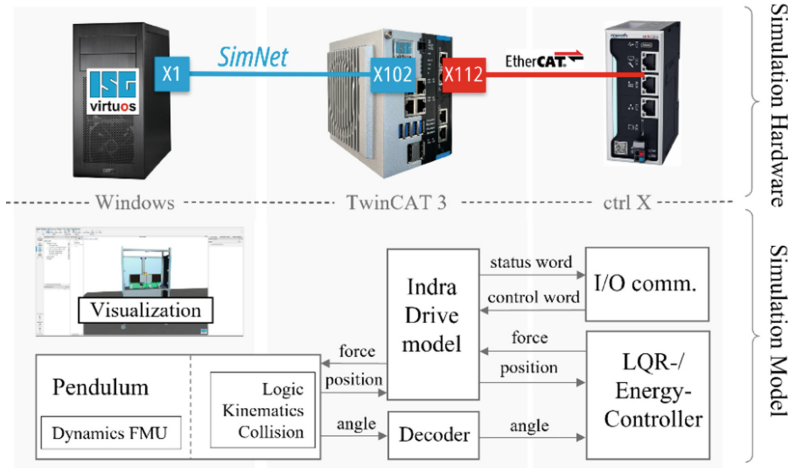 ISG
virtuos
X1
SimNet
X102
X112
EtherCAT
Simulation Hardware
Windows
TwinCAT 3
ctrl X
Visualization
Indra
Drive
model
status word
control word
I/O comm.
force
position
LQR-/
Energy-
Controller
force
position
Pendulum
Dynamics FMU
Logic
Kinematics
Collision
angle
Decoder
angle
Simulation Model